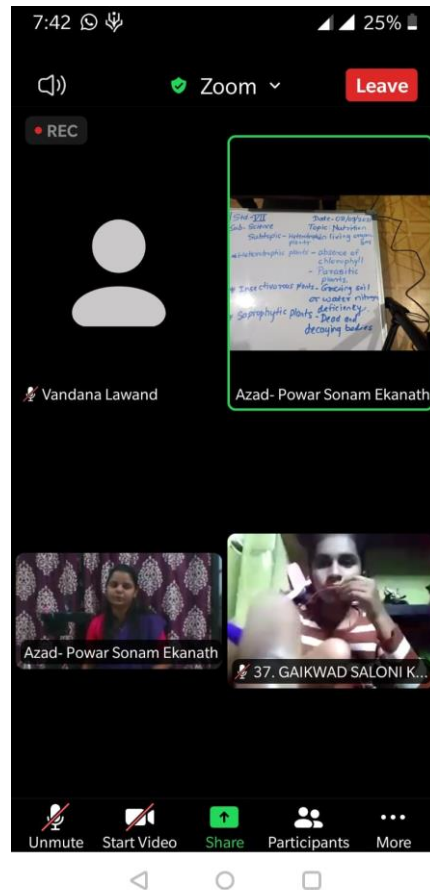 7:42 25%
Zoom Leave
REC
Std - VII Date -
Sub - Science Topic - Nutrition
Subtopic - Heterotrophic living organ
plants
* Heterotrophic plants - absence of
chlorophyll
- Parasitic
plants
* Insectivorous plants - Growing soil
or water nitrogen
deficiency
* Saprophytic plants - Dead and
decaying bodies
Vandana Lawand
Azad- Powar Sonam Ekanath
Azad- Powar Sonam Ekanath
37. GAIKWAD SALONI K...
Unmute Start Video Share Participants More